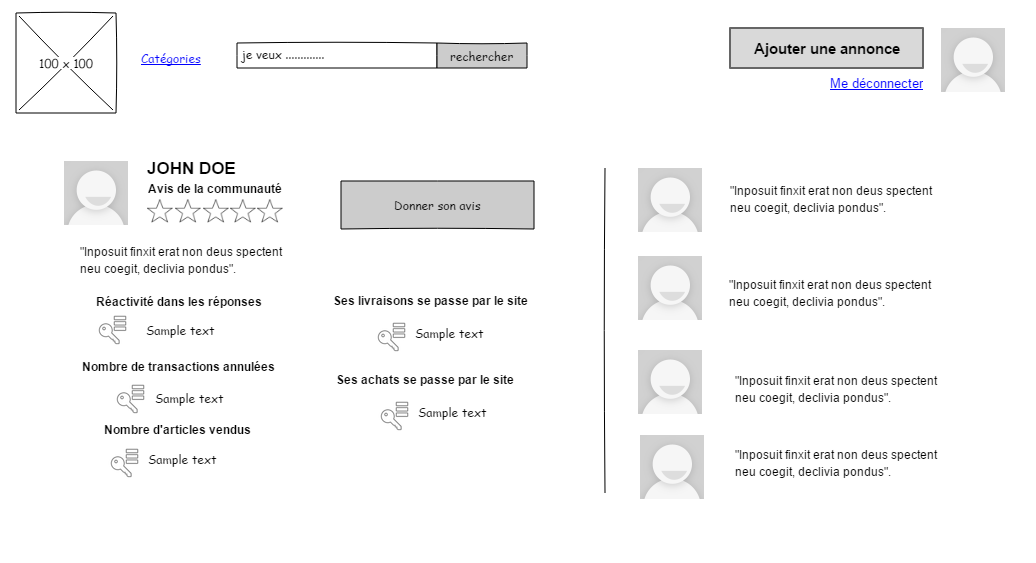 100 x 100
Catégories
je veux .............
rechercher
Ajouter une annonce
Me déconnecter
JOHN DOE
Avis de la communauté
Donner son avis
"Inposuit finxit erat non deus spectent
neu coegit, declivia pondus".
Réactivité dans les réponses
Sample text
Nombre de transactions annulées
Sample text
Nombre d'articles vendus
Sample text
Ses livraisons se passe par le site
Sample text
Ses achats se passe par le site
Sample text
"Inposuit finxit erat non deus spectent
neu coegit, declivia pondus".
"Inposuit finxit erat non deus spectent
neu coegit, declivia pondus".
"Inposuit finxit erat non deus spectent
neu coegit, declivia pondus".
"Inposuit finxit erat non deus spectent
neu coegit, declivia pondus".